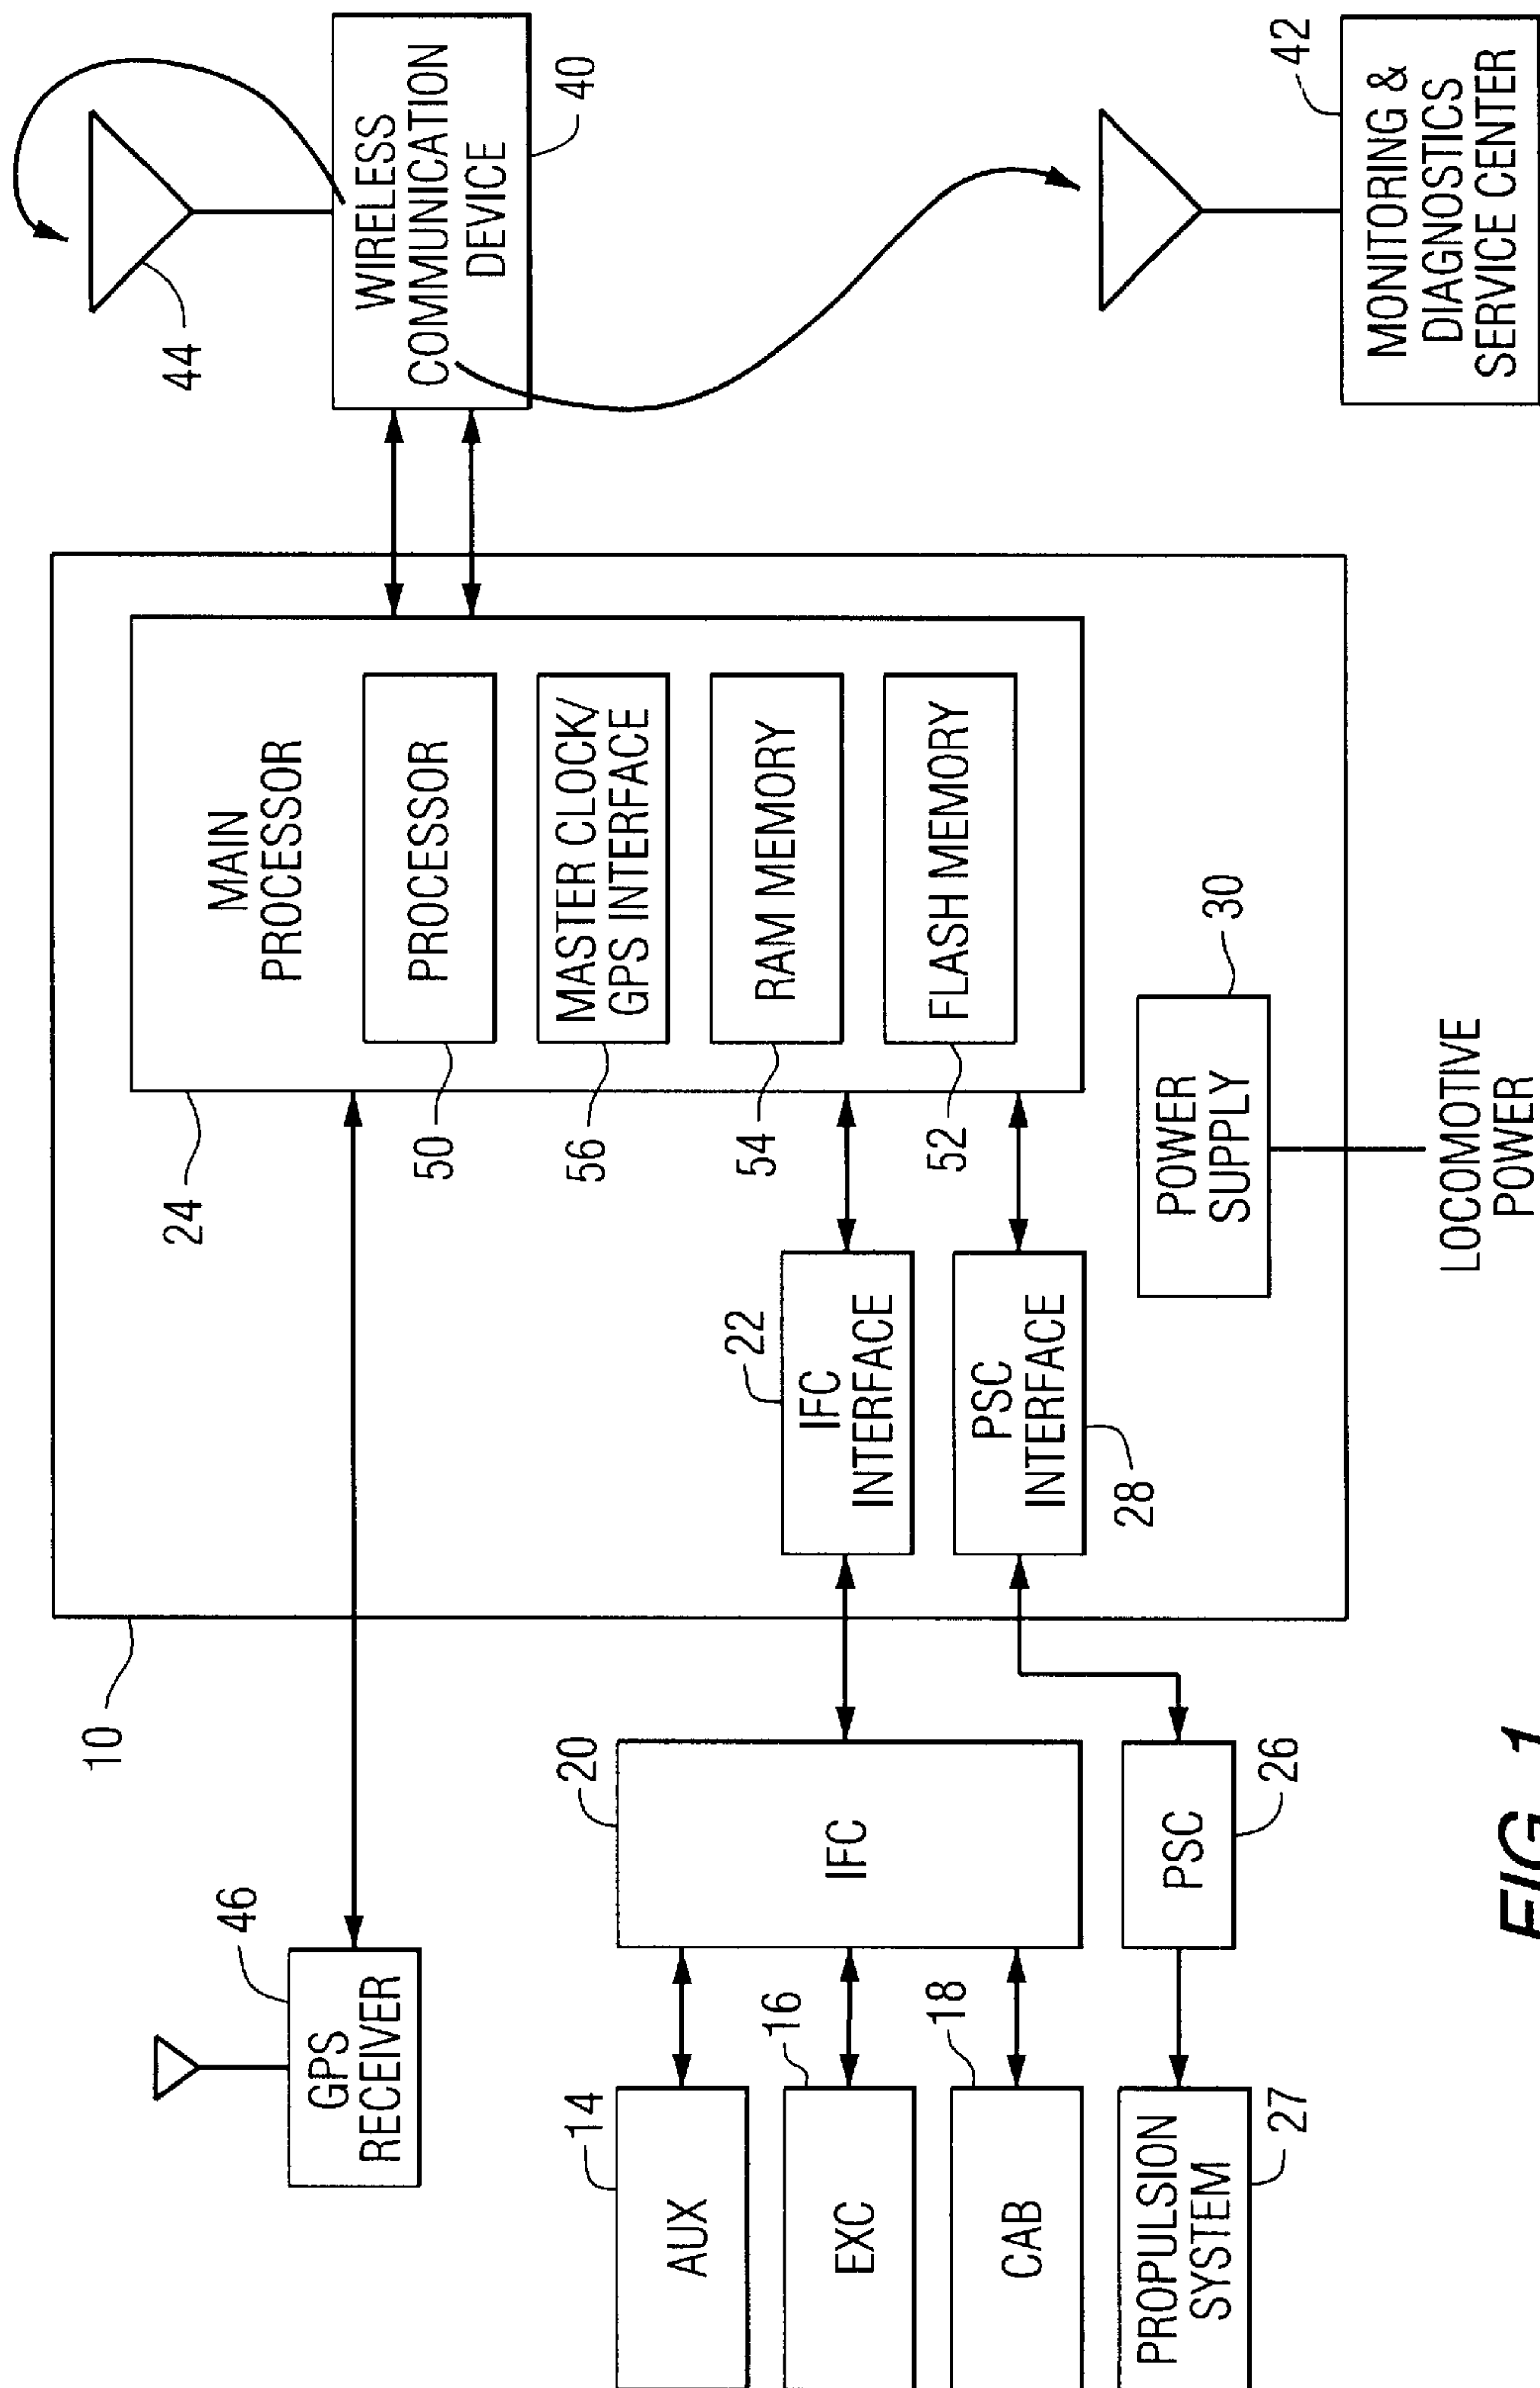 44
WIRELESS
COMMUNICATION
DEVICE
40
42
MONITORING &
DIAGNOSTICS
SERVICE CENTER
10
24
MAIN
PROCESSOR
PROCESSOR
50
MASTER CLOCK/
GPS INTERFACE
56
RAM MEMORY
54
FLASH MEMORY
52
22
IFC
INTERFACE
PSC
INTERFACE
28
POWER
SUPPLY
30
LOCOMOTIVE
POWER
46
GPS
RECEIVER
20
IFC
PSC
26
14
AUX
16
EXC
18
CAB
PROPULSION
SYSTEM
27
FIG. 1